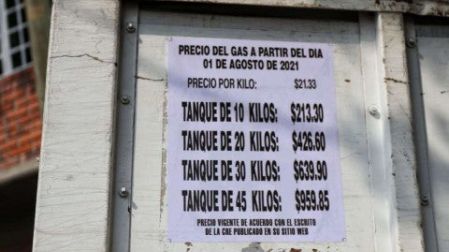 PRECIO DEL GAS A PARTIR DEL DIA
01 DE AGOSTO DE 2021
PRECIO POR KILO: $21.33
TANQUE DE 10 KILOS: $213.30
TANQUE DE 20 KILOS: $426.60
TANQUE DE 30 KILOS: $639.90
TANQUE DE 45 KILOS: $959.85
PRECIO VIGENTE DE ACUERDO CON EL ESCRITO
DE LA CRE PUBLICADO EN SU SITIO WEB